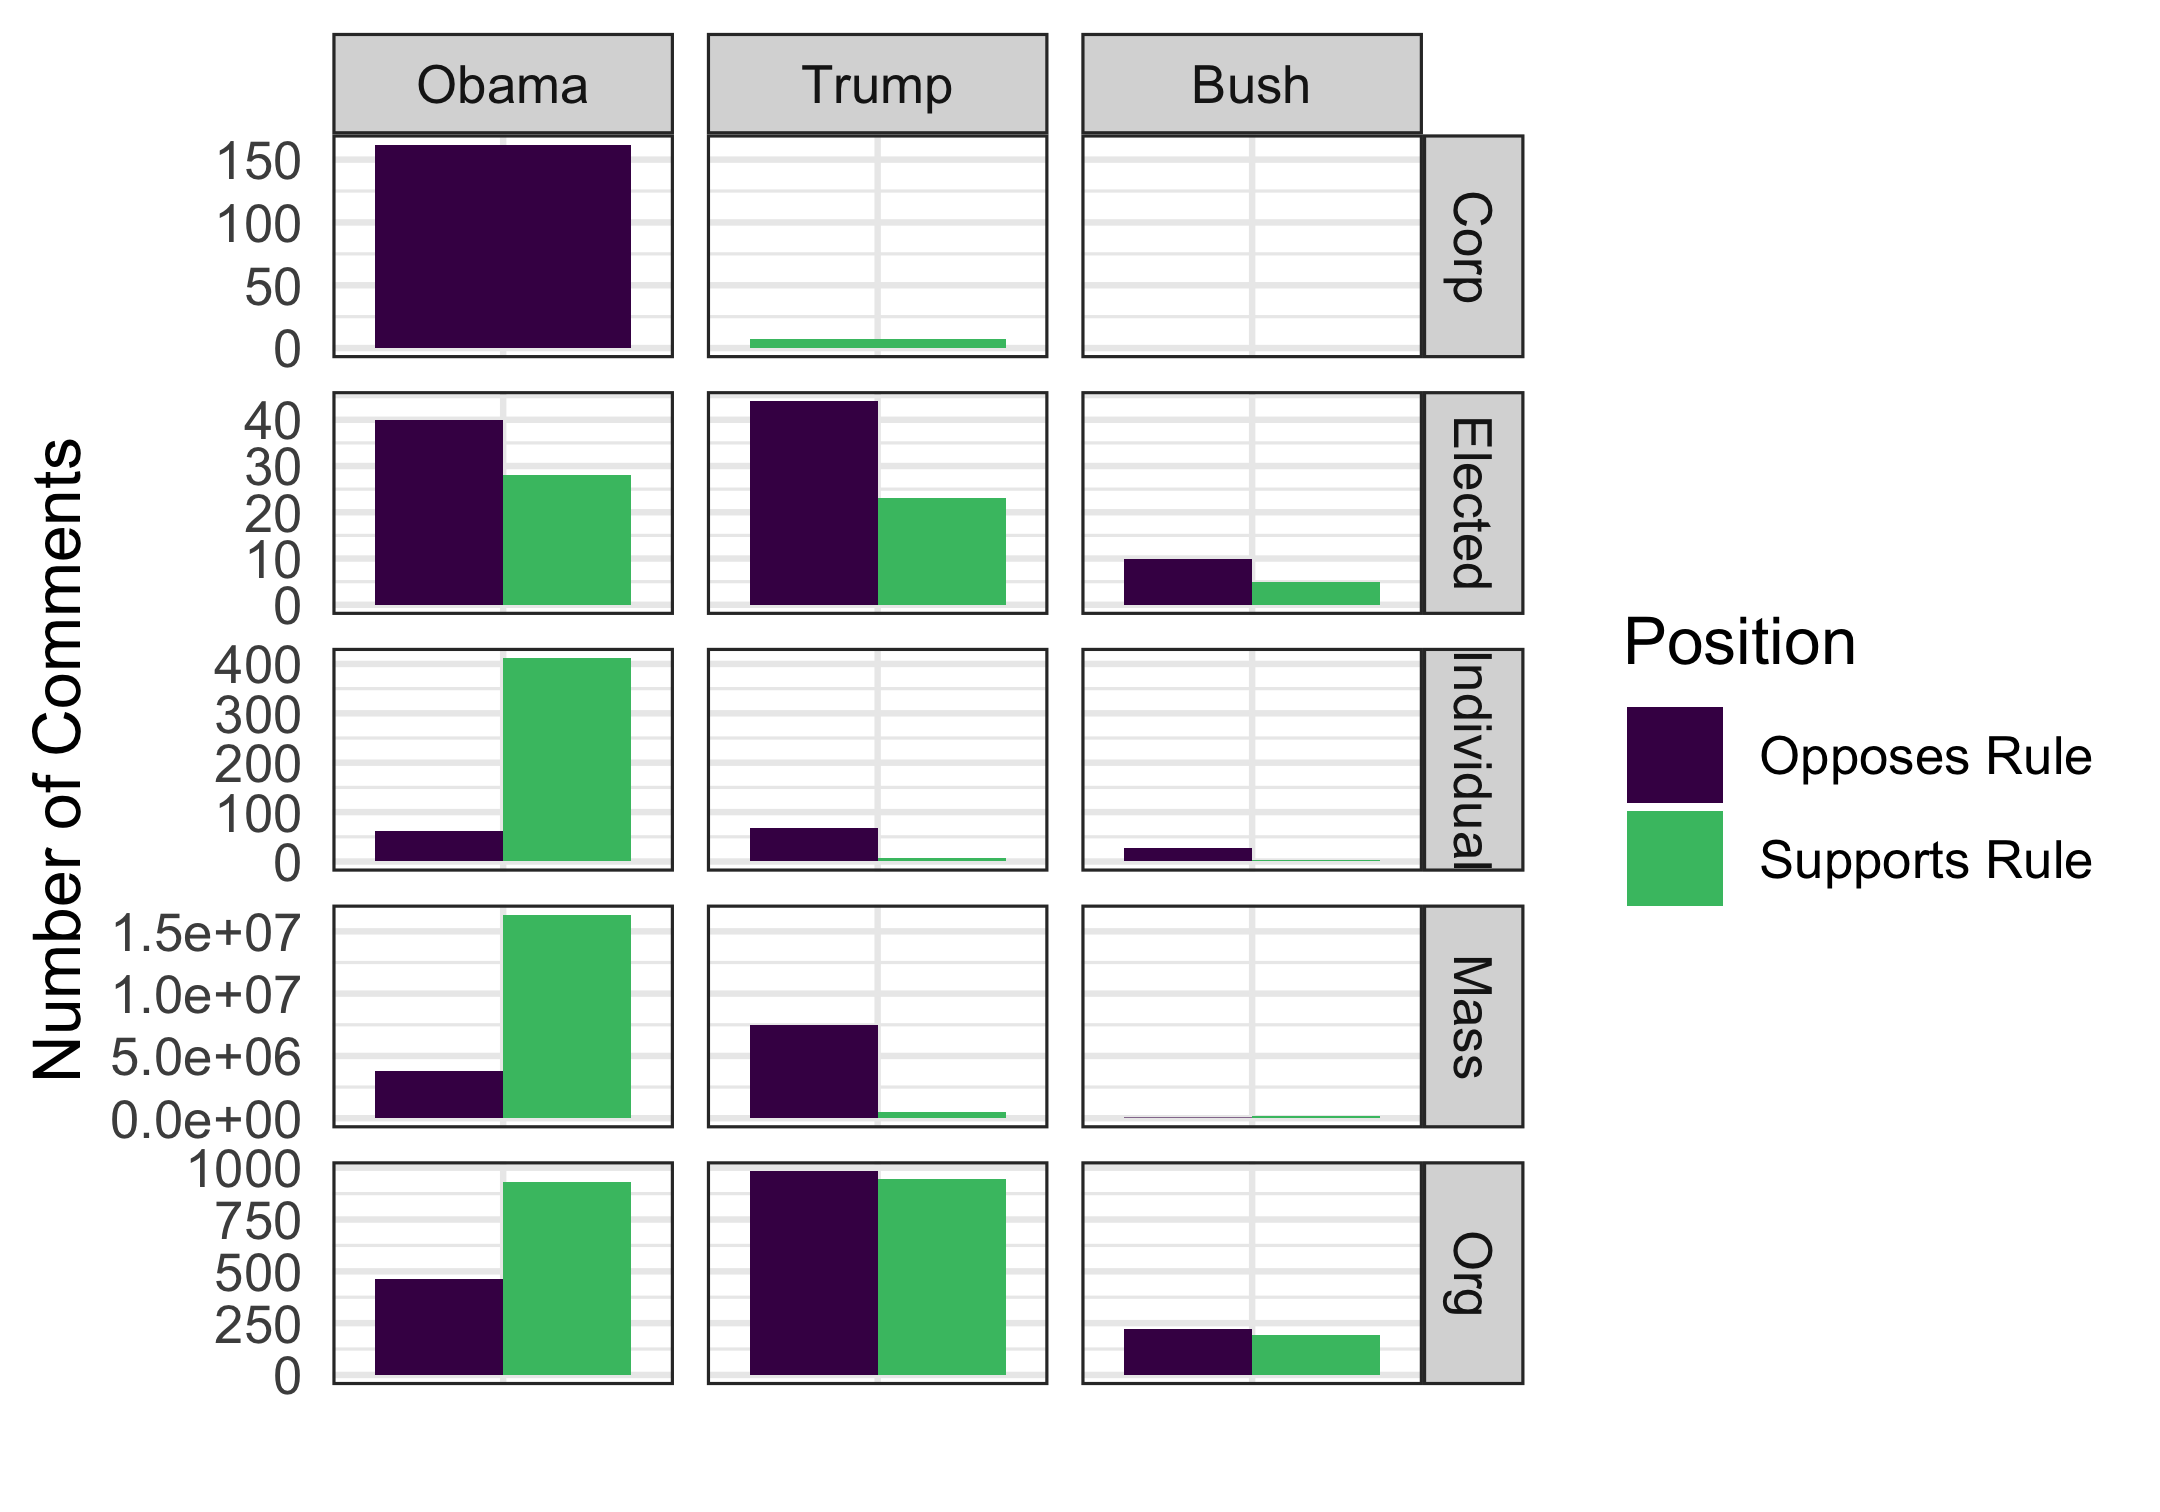 Obama
Trump
Bush
150
100
50
0
Corp
40
30
20
10
0
Elected
400
300
200
100
0
Individual
1.5e+07
1.0e+07
5.0e+06
0.0e+00
Mass
1000
750
500
250
0
Org
Number of Comments
Position
Opposes Rule
Supports Rule